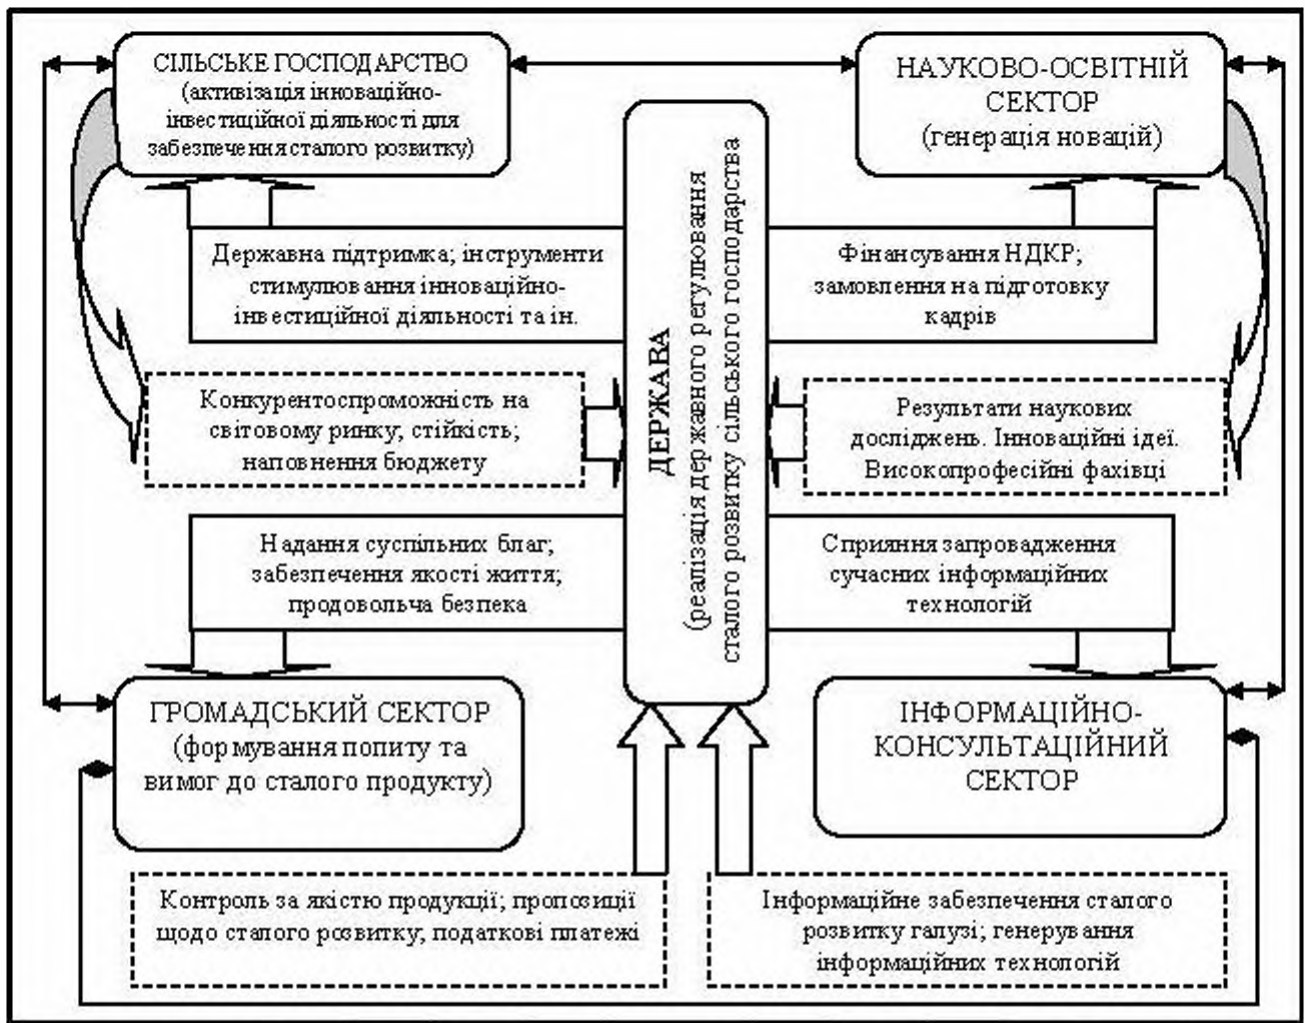 СІЛЬСЬКЕ ГОСПОДАРСТВО
(активізація інноваційно-
інвестиційної діяльності для
забезпечення сталого розвитку)
НАУКОВО-ОСВІТНІЙ
СЕКТОР
(генерація новацій)
Державна підтримка; інструменти
стимулювання інноваційно-
інвестиційної діяльності та ін.
ДЕРЖАВА
(реалізація державного регулювання
сталого розвитку сільського господарства
Фінансування НДКР;
замовлення на підготовку
кадрів
Конкурентоспроможність на
світовому ринку; стійкість;
наповнення бюджету
Результати наукових
досліджень. Інноваційні ідеї.
Високопрофесійні фахівці
Надання суспільних благ;
забезпечення якості життя;
продовольча безпека
Сприяння запровадження
сучасних інформаційних
технологій
ГРОМАДСЬКИЙ СЕКТОР
(формування попиту та
вимог до сталого продукту)
ІНФОРМАЦІЙНО-
КОНСУЛЬТАЦІЙНИЙ
СЕКТОР
Контроль за якістю продукції; пропозиції
щодо сталого розвитку; податкові платежі
Інформаційне забезпечення сталого
розвитку галузі; генерування
інформаційних технологій